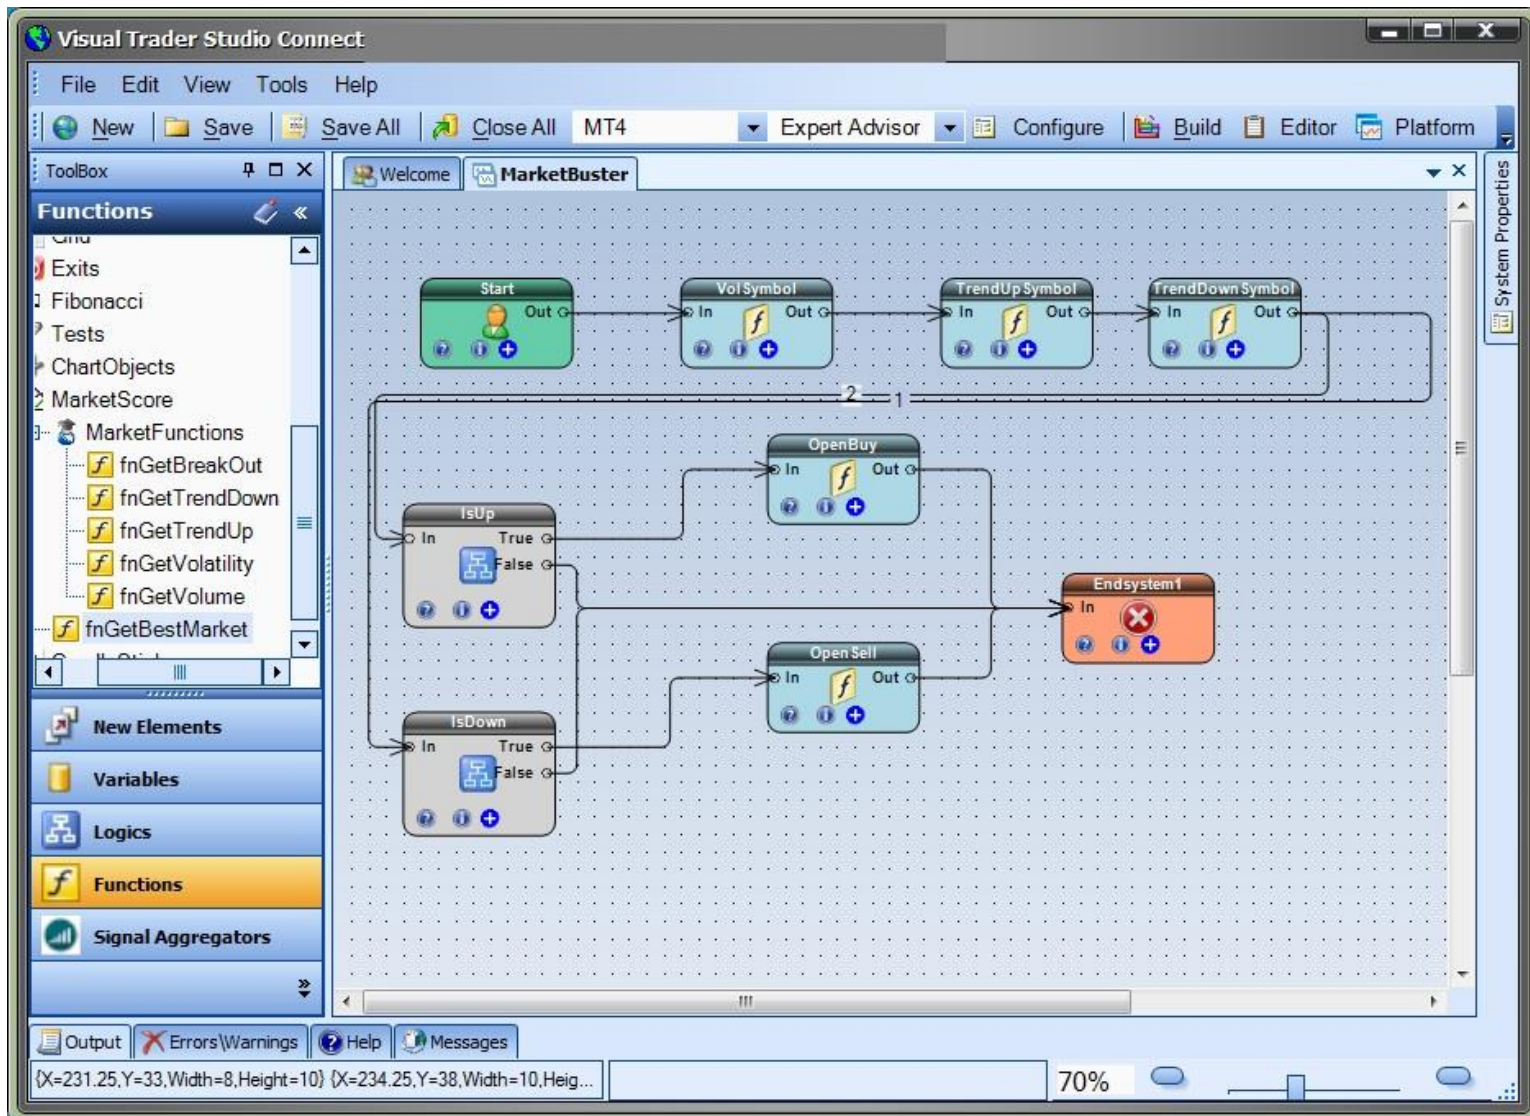 Visual Trader Studio Connect
File Edit View Tools Help
New Save Save All Close All MT4 Expert Advisor Configure Build Editor Platform
ToolBox
Welcome MarketBuster
System Properties
Functions
Exits
Fibonacci
Tests
ChartObjects
MarketScore
MarketFunctions
fnGetBreakOut
fnGetTrendDown
fnGetTrendUp
fnGetVolatility
fnGetVolume
fnGetBestMarket
New Elements
Variables
Logics
Functions
Signal Aggregators
Start
Out
VolSymbol
In Out
TrendUpSymbol
In Out
TrendDownSymbol
In Out
2
1
OpenBuy
In Out
IsUp
In True
False
Endsystem1
In
OpenSell
In Out
IsDown
In True
False
Output Errors\Warnings Help Messages
{X=231.25,Y=33,Width=8,Height=10} {X=234.25,Y=38,Width=10,Heig...
70%